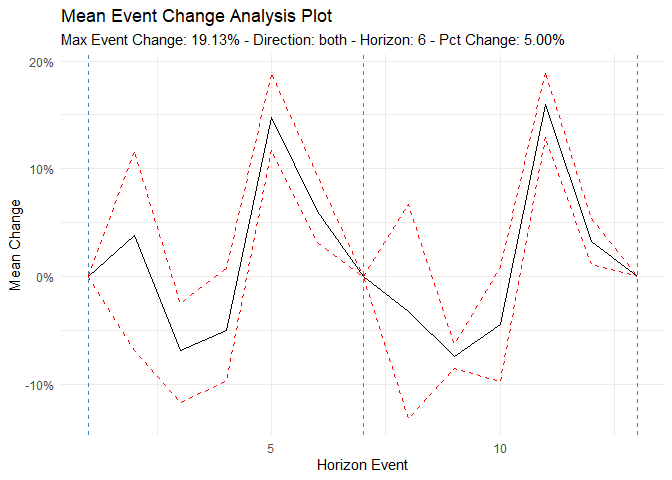 Mean Event Change Analysis Plot
Max Event Change: 19.13% - Direction: both - Horizon: 6 - Pct Change: 5.00%
20%
10%
0%
-10%
Mean Change
5
10
Horizon Event